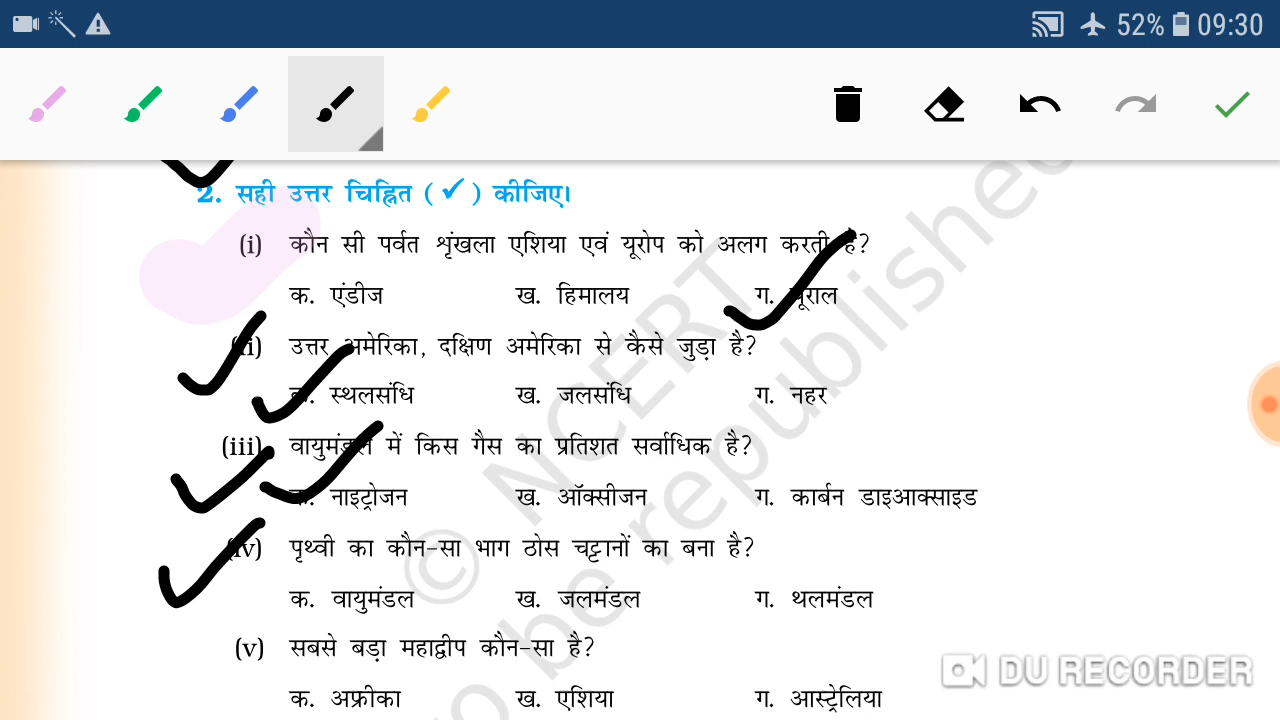 52% 09:30
2. सही उत्तर चिह्नित (✓) कीजिए।
(i) कौन सी पर्वत शृंखला एशिया एवं यूरोप को अलग करती है?
क. एंडीज ख. हिमालय ग. यूराल
(ii) उत्तर अमेरिका, दक्षिण अमेरिका से कैसे जुड़ा है?
क. स्थलसंधि ख. जलसंधि ग. नहर
(iii) वायुमंडल में किस गैस का प्रतिशत सर्वाधिक है?
क. नाइट्रोजन ख. ऑक्सीजन ग. कार्बन डाइआक्साइड
(iv) पृथ्वी का कौन-सा भाग ठोस चट्टानों का बना है?
क. वायुमंडल ख. जलमंडल ग. थलमंडल
(v) सबसे बड़ा महाद्वीप कौन-सा है?
क. अफ्रीका ख. एशिया ग. आस्ट्रेलिया
© NCERT
to be republished
DU RECORDER